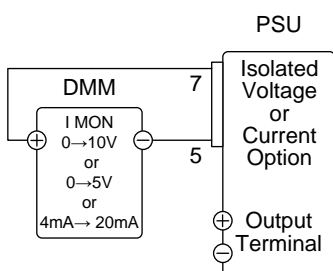 PSU
DMM
7
Isolated
Voltage
or
Current
Option
I MON
0→10V
or
0→5V
or
4mA→ 20mA
+
−
5
+
−
Output
Terminal